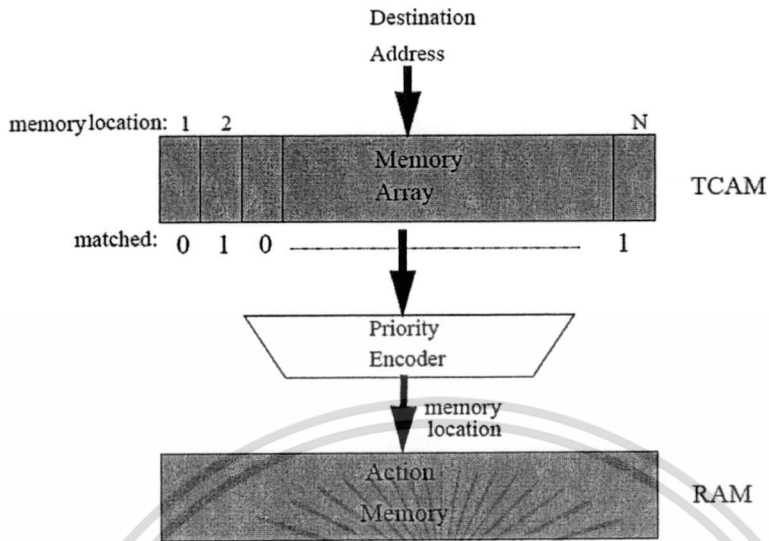 Destination
Address
memory location: 1 2 N
Memory
Array
TCAM
matched: 0 1 0 1
Priority
Encoder
memory
location
Action
Memory
RAM